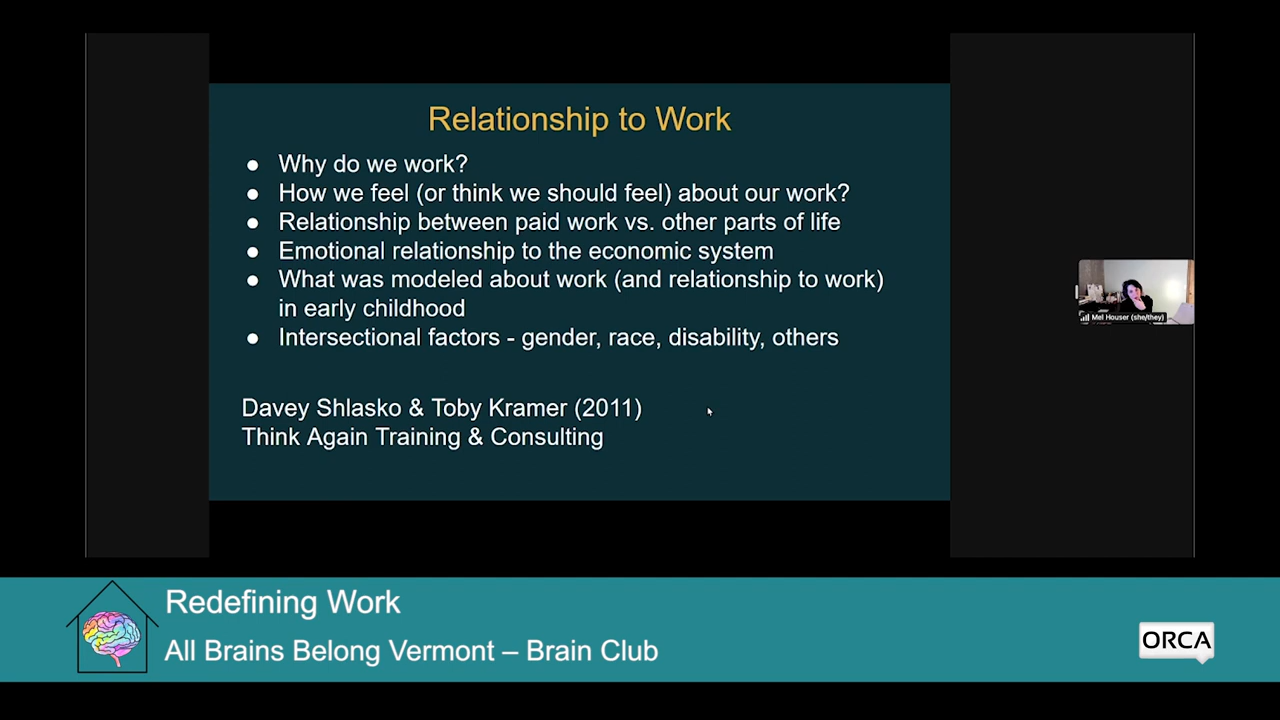 Relationship to Work
● Why do we work?
● How we feel (or think we should feel) about our work?
● Relationship between paid work vs. other parts of life
● Emotional relationship to the economic system
● What was modeled about work (and relationship to work)
in early childhood
● Intersectional factors - gender, race, disability, others
Davey Shlasko & Toby Kramer (2011)
Think Again Training & Consulting
Mel Houser (she/they)
Redefining Work
All Brains Belong Vermont – Brain Club
ORCA